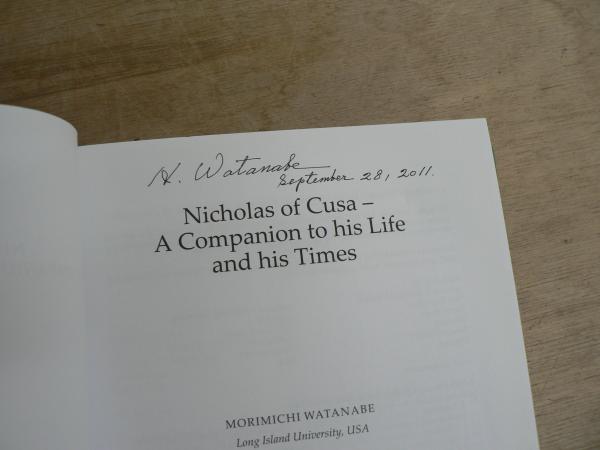 H. Watanabe
September 28, 2011.
Nicholas of Cusa –
A Companion to his Life
and his Times
MORIMICHI WATANABE
Long Island University, USA